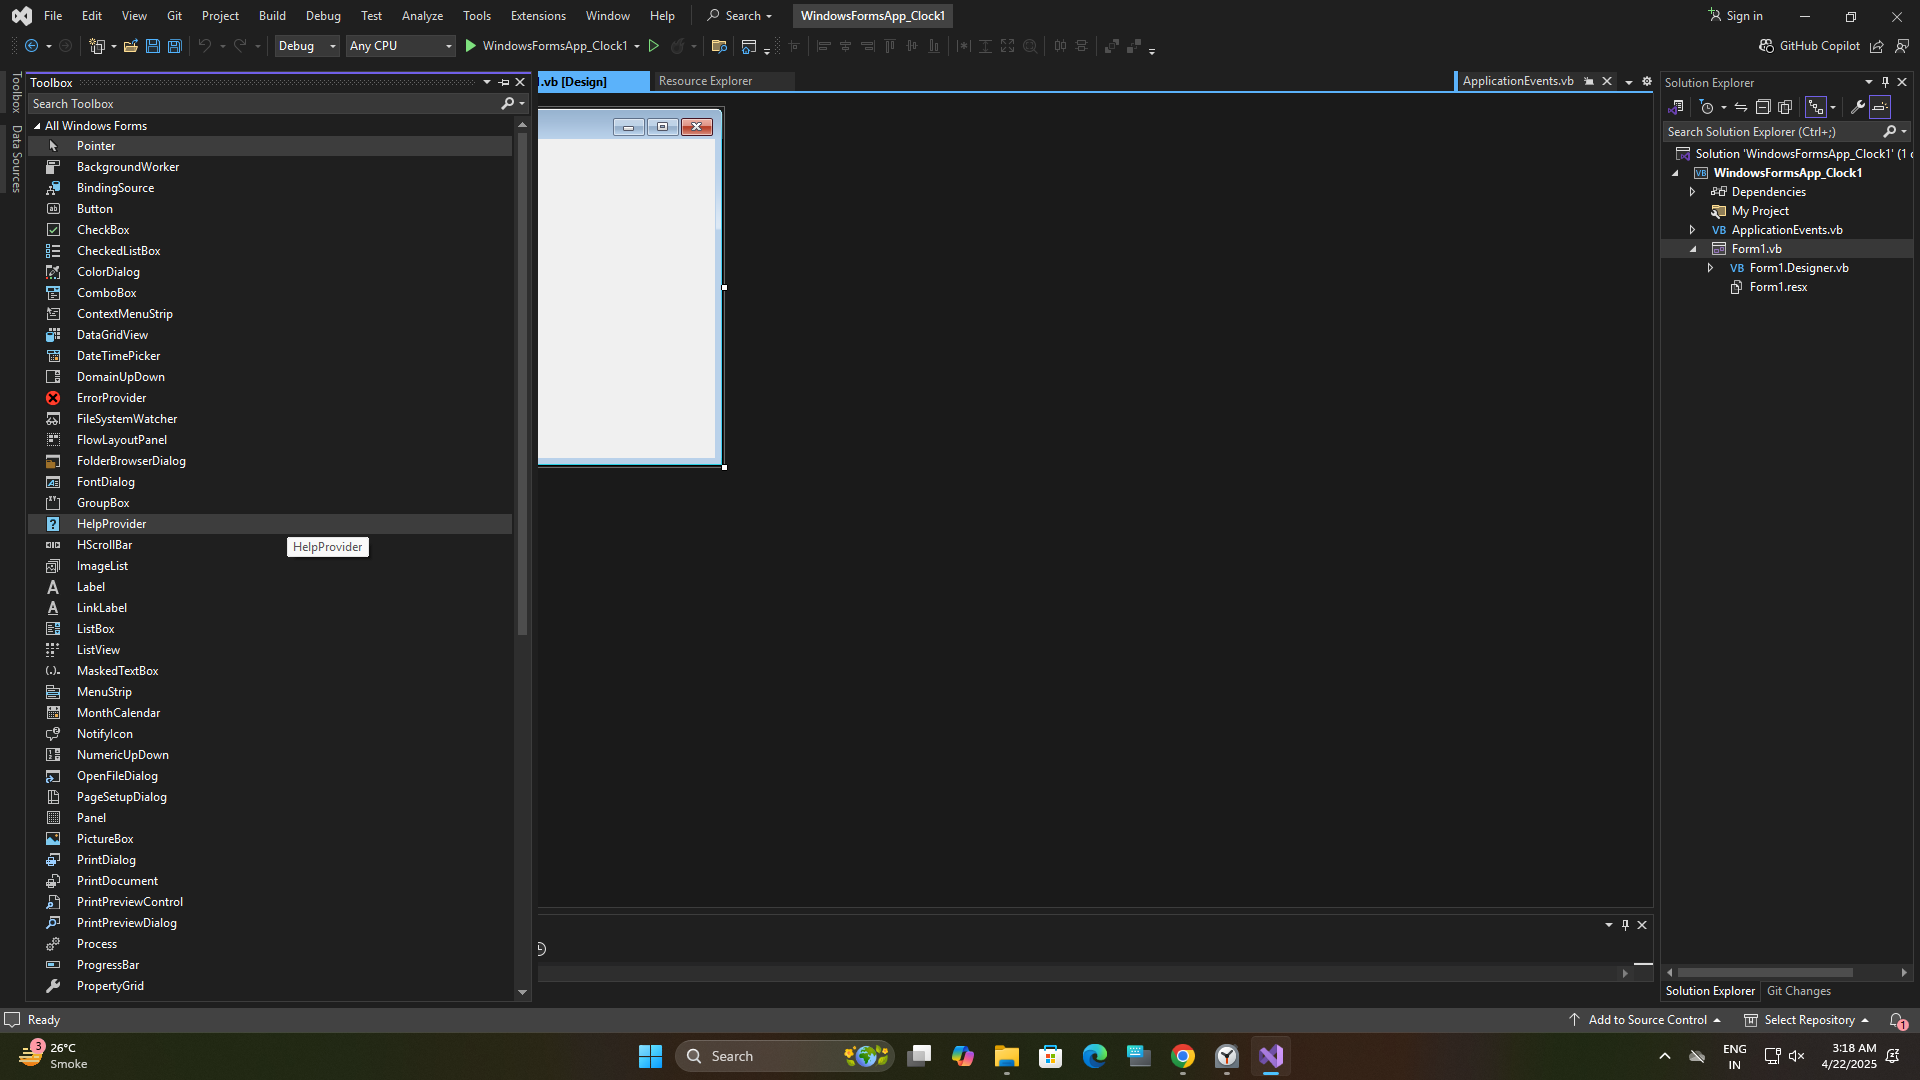 File Edit View Git Project Build Debug Test Analyze Tools Extensions Window Help Search WindowsFormsApp_Clock1 Sign in
Debug Any CPU WindowsFormsApp_Clock1 GitHub Copilot
Toolbox
Data Sources
Toolbox
Search Toolbox
All Windows Forms
Pointer
BackgroundWorker
BindingSource
Button
CheckBox
CheckedListBox
ColorDialog
ComboBox
ContextMenuStrip
DataGridView
DateTimePicker
DomainUpDown
ErrorProvider
FileSystemWatcher
FlowLayoutPanel
FolderBrowserDialog
FontDialog
GroupBox
HelpProvider
HScrollBar
HelpProvider
ImageList
Label
LinkLabel
ListBox
ListView
MaskedTextBox
MenuStrip
MonthCalendar
NotifyIcon
NumericUpDown
OpenFileDialog
PageSetupDialog
Panel
PictureBox
PrintDialog
PrintDocument
PrintPreviewControl
PrintPreviewDialog
Process
ProgressBar
PropertyGrid
.vb [Design] Resource Explorer ApplicationEvents.vb
Solution Explorer
Search Solution Explorer (Ctrl+;)
Solution 'WindowsFormsApp_Clock1' (1
WindowsFormsApp_Clock1
Dependencies
My Project
VB ApplicationEvents.vb
Form1.vb
VB Form1.Designer.vb
Form1.resx
Solution Explorer Git Changes
Ready Add to Source Control Select Repository 1
3 26°C
Smoke
Search
ENG
IN
3:18 AM
4/22/2025